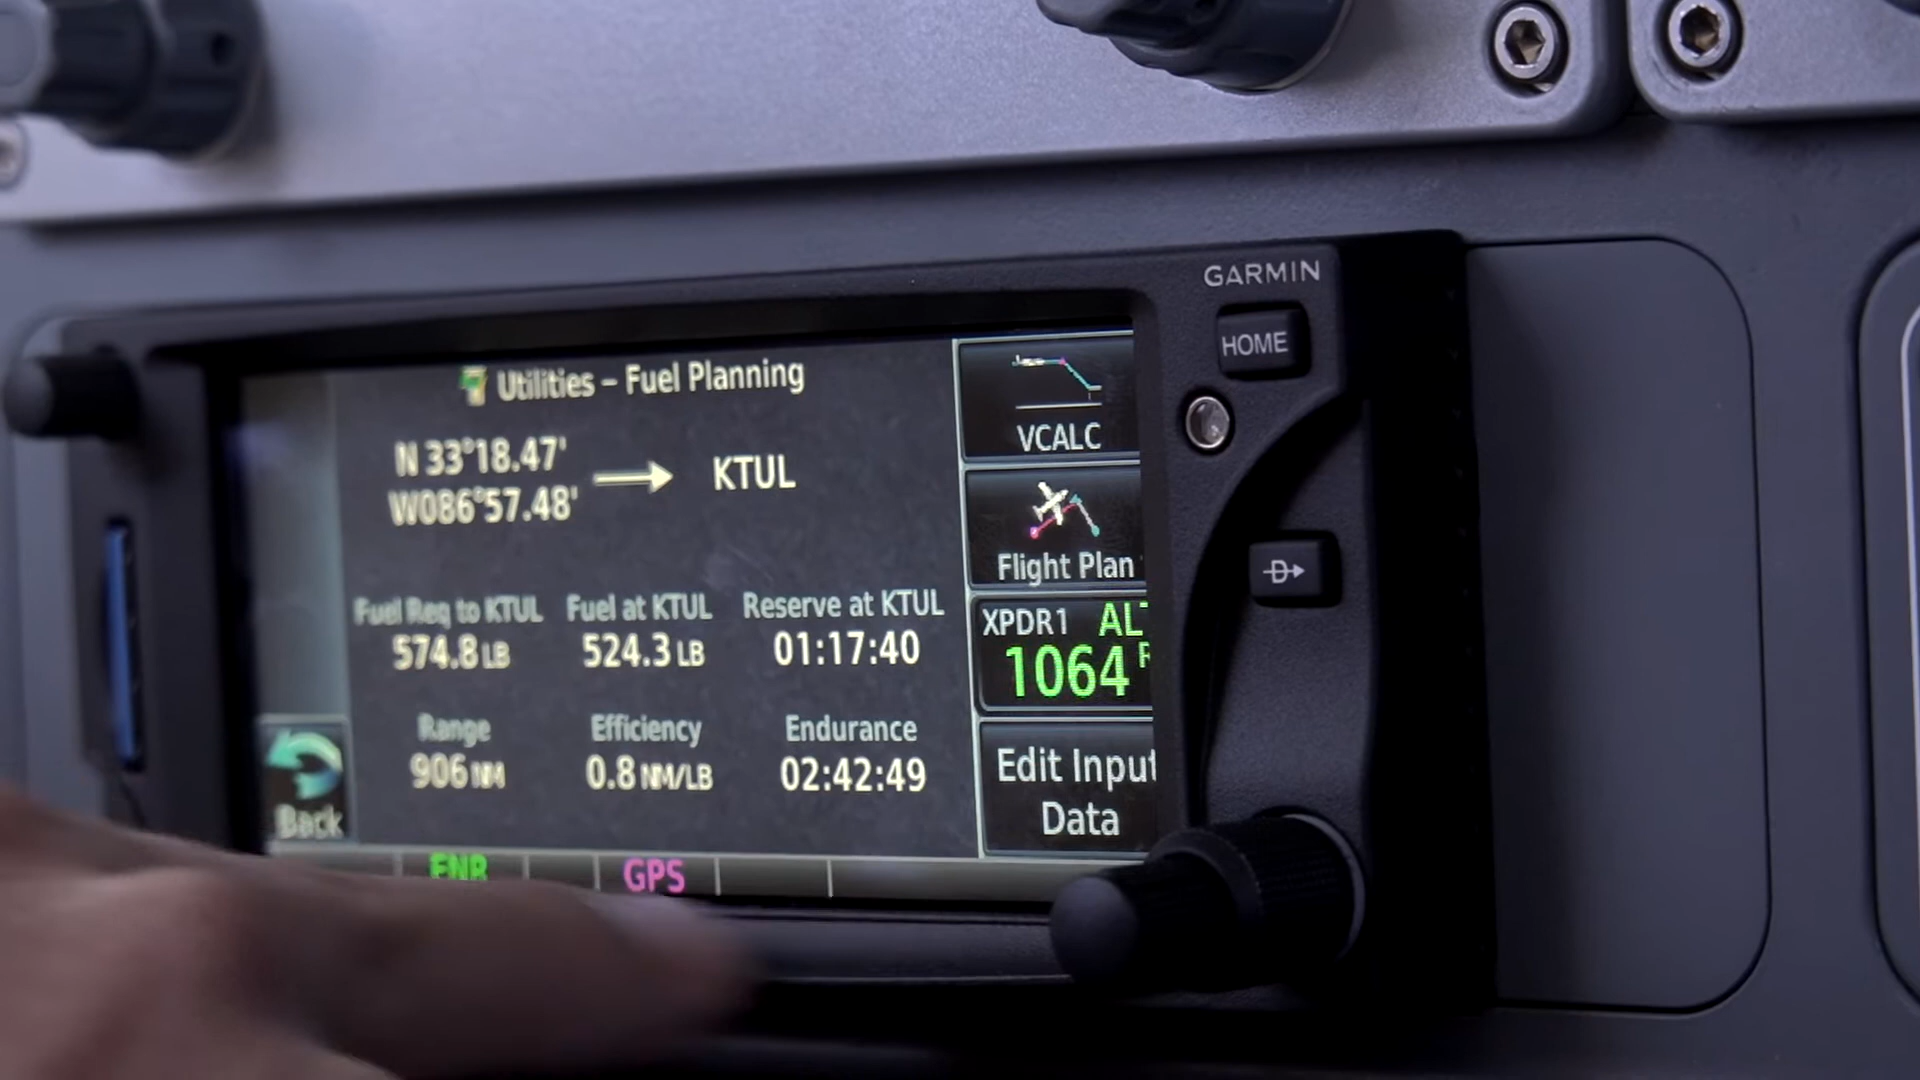 GARMIN
HOME
Utilities – Fuel Planning
N 33°18.47'
W086°57.48'
KTUL
Fuel Req to KTUL
574.8 LB
Fuel at KTUL
524.3 LB
Reserve at KTUL
01:17:40
Range
906 NM
Efficiency
0.8 NM/LB
Endurance
02:42:49
Back
VCALC
Flight Plan
XPDR1 ALT
1064 R
Edit Input
Data
D
ENR
GPS